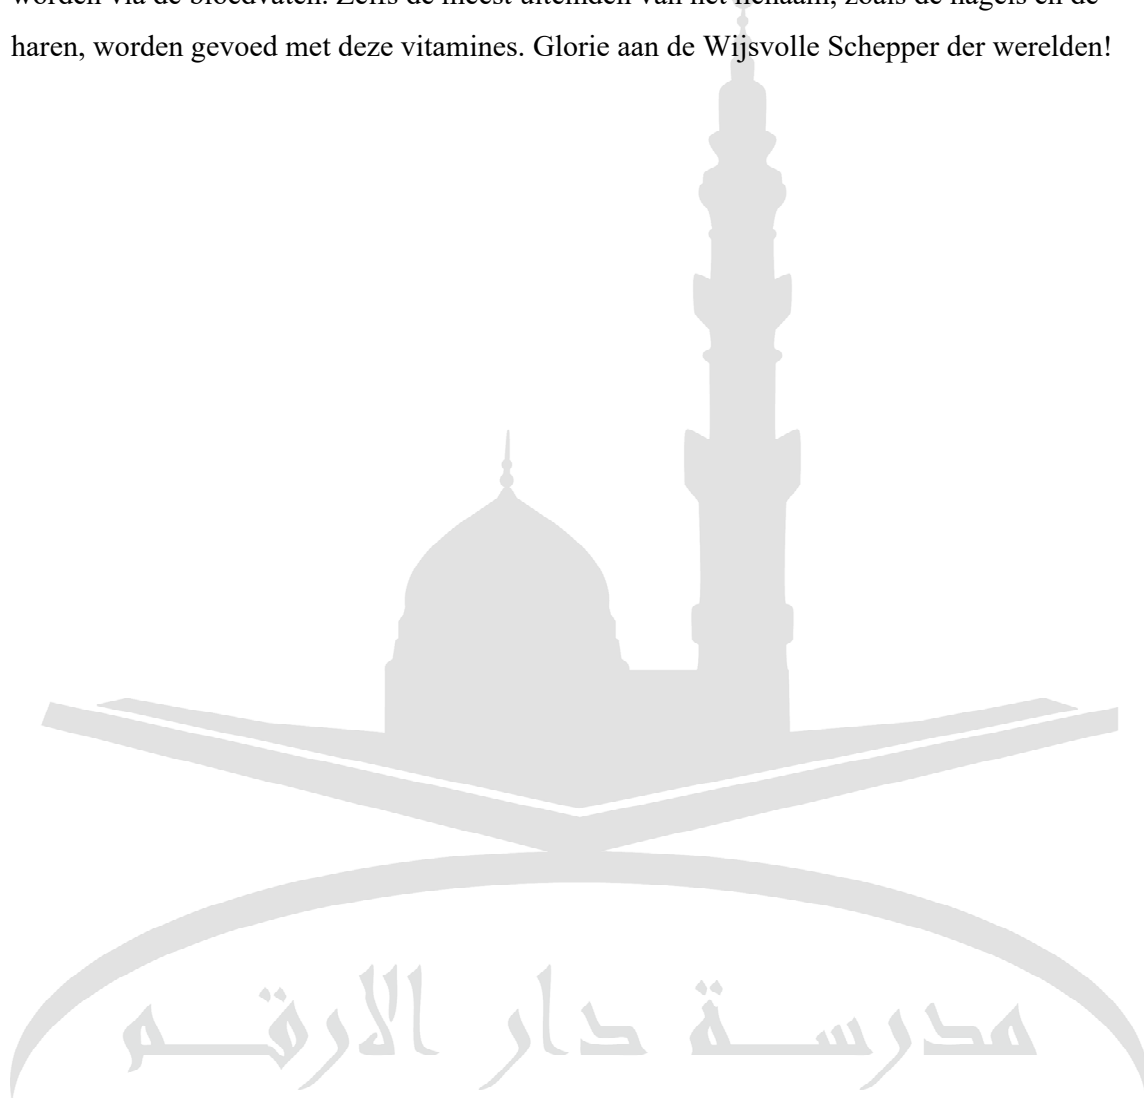 worden via de bloedvaten. Zelfs de meest uiteinden van het lichaam, zoals de nagels en de
haren, worden gevoed met deze vitamines. Glorie aan de Wijsvolle Schepper der werelden!
مدرسة دار الارقم